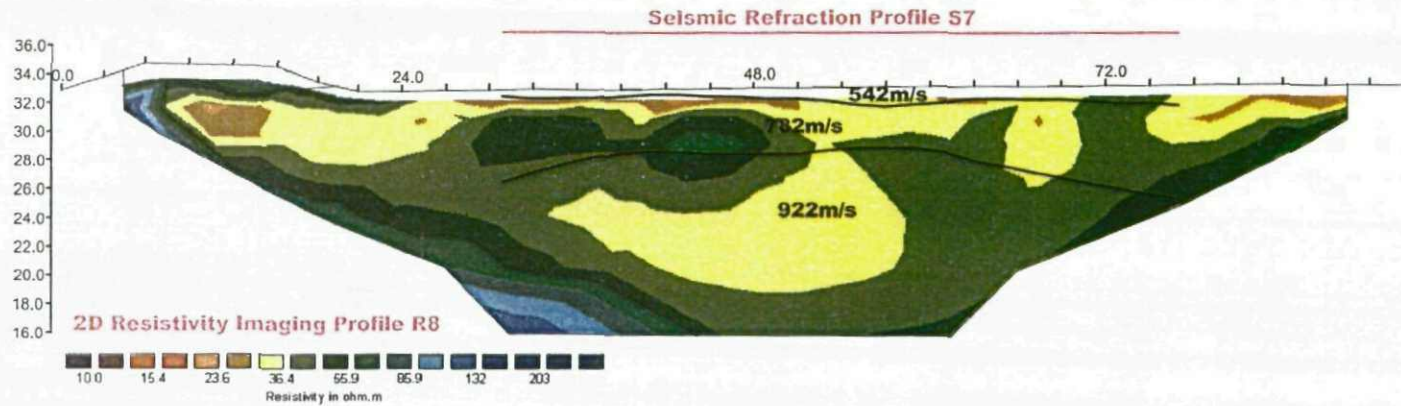 Seismic Refraction Profile S7
36.0
34.0
0.0 24.0 48.0 72.0
32.0
542m/s
30.0
782m/s
28.0
26.0
24.0
922m/s
22.0
20.0
18.0
16.0
2D Resistivity Imaging Profile R8
10.0 15.4 23.6 36.4 55.9 85.9 132 203
Resistivity in ohm.m